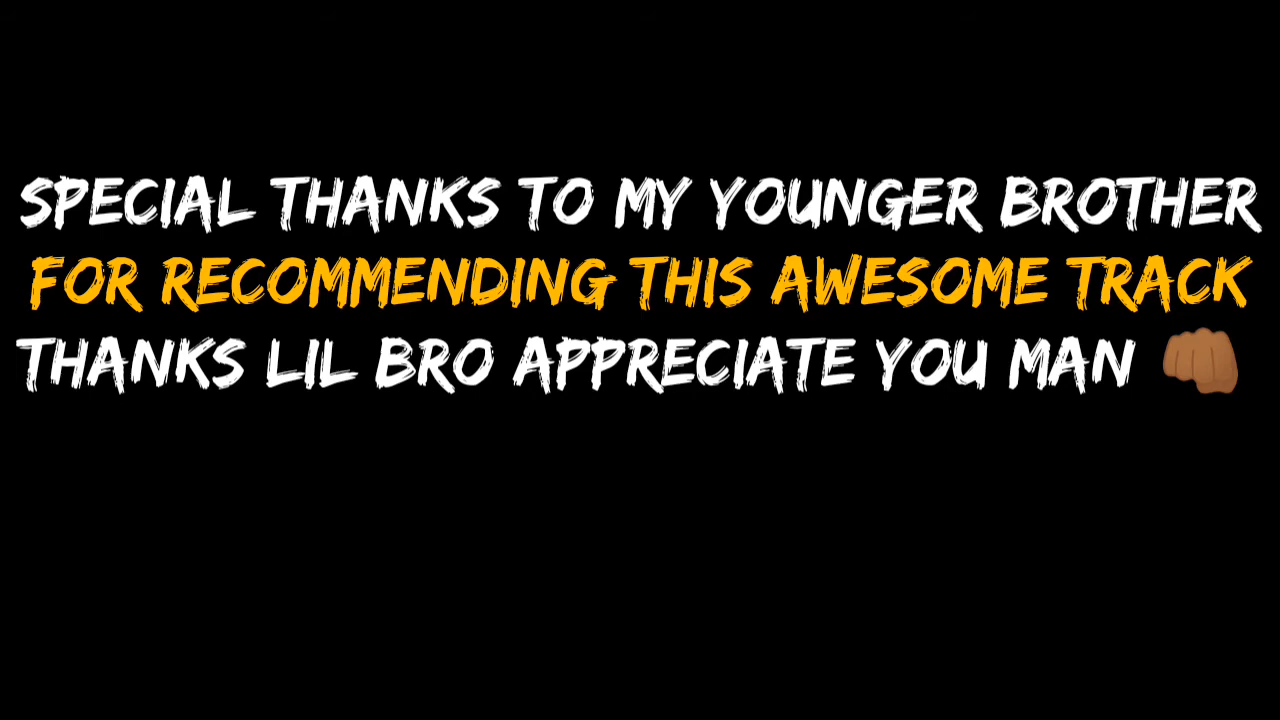 SPECIAL THANKS TO MY YOUNGER BROTHER
FOR RECOMMENDING THIS AWESOME TRACK
THANKS LIL BRO APPRECIATE YOU MAN 👊🏾